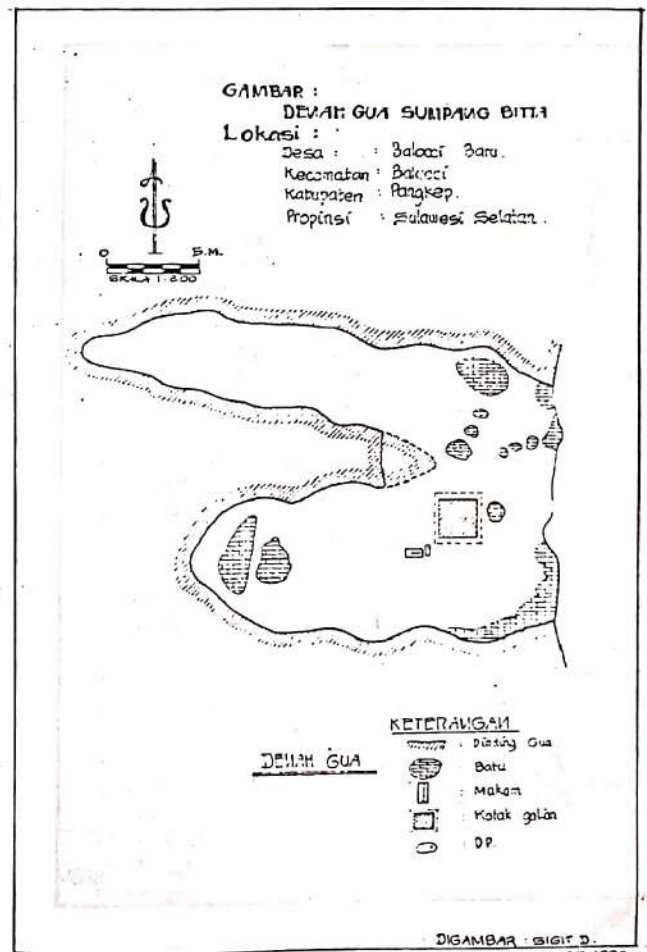 GAMBAR :
DENAH GUA SUMPANG BITTA
Lokasi :
Desa : : Balocci Baru.
Kecamatan : Balocci
Kabupaten : Pangkep.
Propinsi : Sulawesi Selatan.
0 5.M.
SKALA 1:200
KETERANGAN
DENAH GUA
: Dinding Gua
: Batu
: Makam
: Kotak galian
: DP.
DIGAMBAR : SIGIT D.